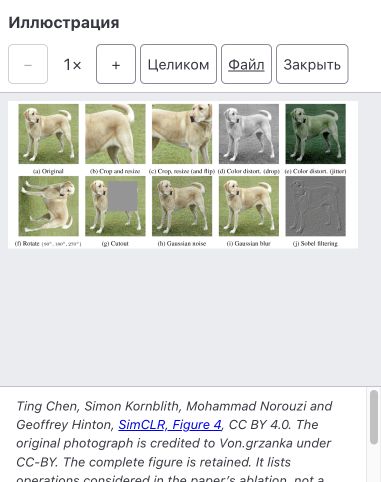 Иллюстрация
−
1×
+
Целиком
Файл
Закрыть
(a) Original
(b) Crop and resize
(c) Crop, resize (and flip)
(d) Color distort. (drop)
(e) Color distort. (jitter)
(f) Rotate {90°, 180°, 270°}
(g) Cutout
(h) Gaussian noise
(i) Gaussian blur
(j) Sobel filtering
Ting Chen, Simon Kornblith, Mohammad Norouzi and
Geoffrey Hinton, SimCLR, Figure 4, CC BY 4.0. The
original photograph is credited to Von.grzanka under
CC-BY. The complete figure is retained. It lists
operations considered in the paper’s ablation, not a